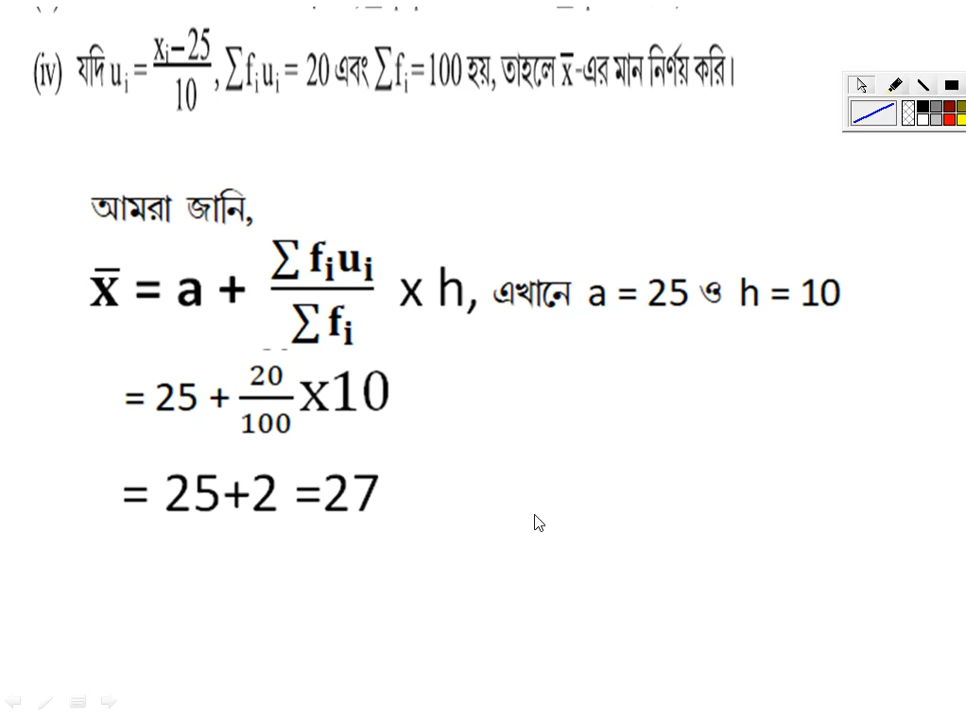 (iv) যদি uᵢ = (xᵢ−25)/10, ∑fᵢuᵢ = 20 এবং ∑fᵢ=100 হয়, তাহলে x̄-এর মান নির্ণয় করি।
আমরা জানি,
x̄ = a + (∑ fᵢuᵢ)/(∑ fᵢ) x h, এখানে a = 25 ও h = 10
= 25 + 20/100 x10
= 25+2 =27